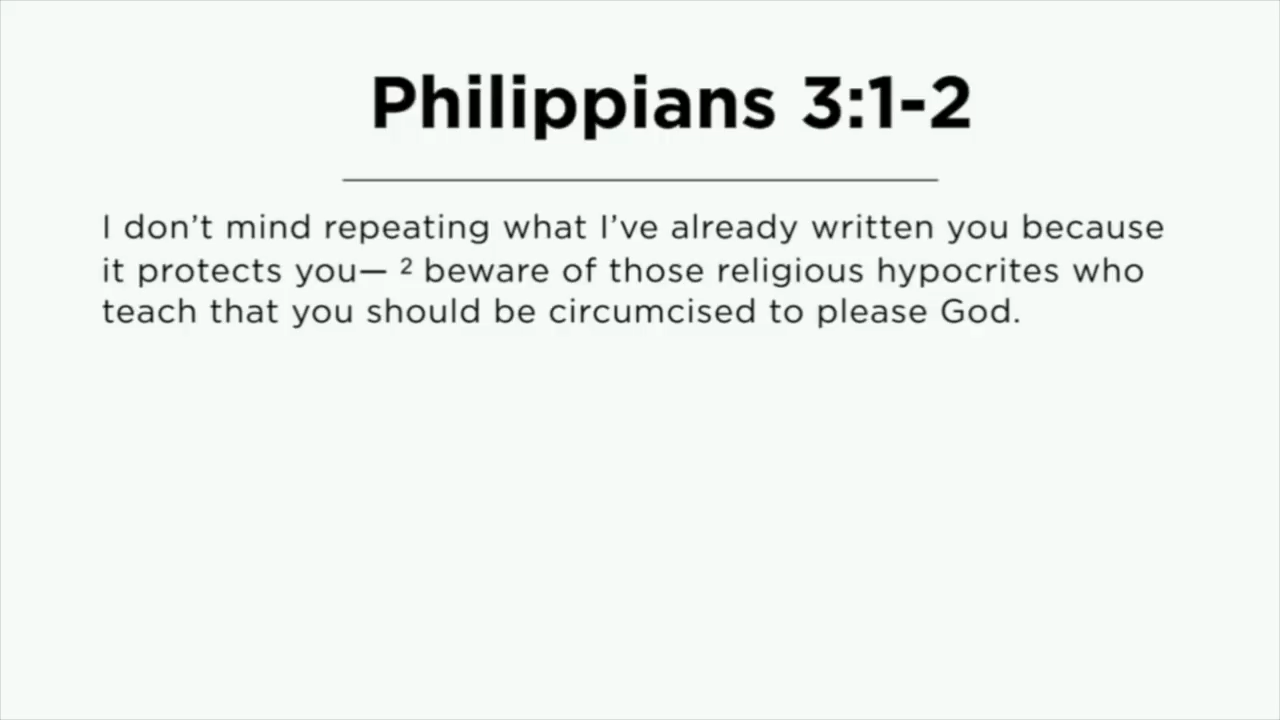 Philippians 3:1-2
I don’t mind repeating what I’ve already written you because
it protects you— ² beware of those religious hypocrites who
teach that you should be circumcised to please God.